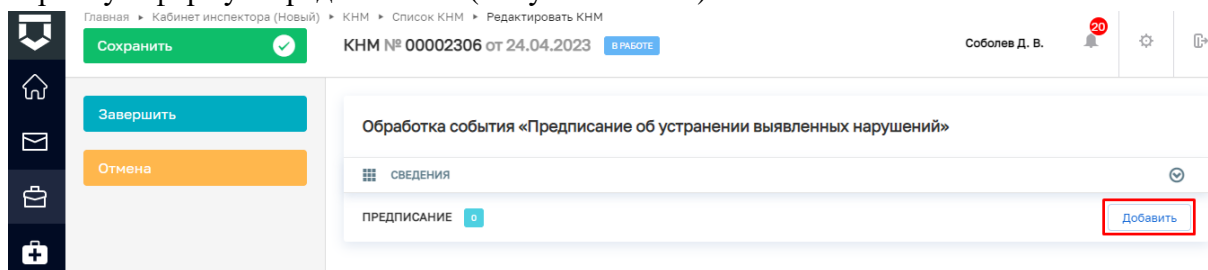 Главная ▸ Кабинет инспектора (Новый) ▸ КНМ ▸ Список КНМ ▸ Редактировать КНМ
Сохранить
КНМ № 00002306 от 24.04.2023 В РАБОТЕ
Соболев Д. В.
20
Завершить
Отмена
Обработка события «Предписание об устранении выявленных нарушений»
СВЕДЕНИЯ
ПРЕДПИСАНИЕ 0
Добавить